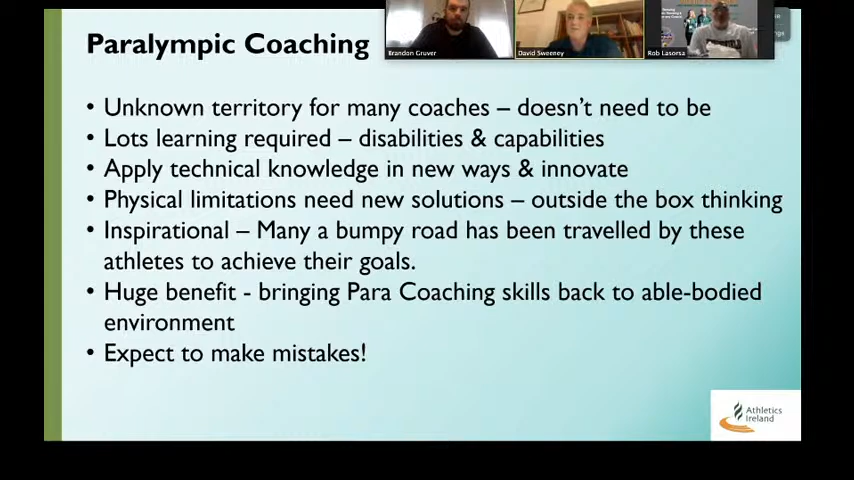 Paralympic Coaching
Brandon Gruver
David Sweeney
Rob Lasorsa
• Unknown territory for many coaches – doesn't need to be
• Lots learning required – disabilities & capabilities
• Apply technical knowledge in new ways & innovate
• Physical limitations need new solutions – outside the box thinking
• Inspirational – Many a bumpy road has been travelled by these
athletes to achieve their goals.
• Huge benefit - bringing Para Coaching skills back to able-bodied
environment
• Expect to make mistakes!
Athletics
Ireland